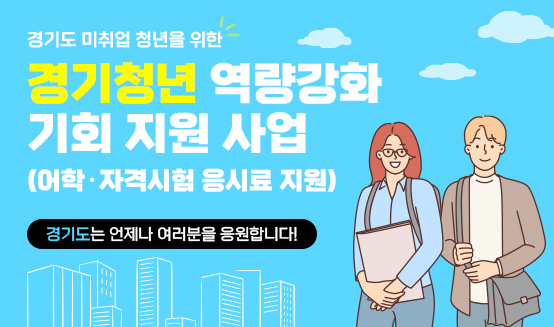 경기도 미취업 청년을 위한
경기청년 역량강화
기회 지원 사업
(어학·자격시험 응시료 지원)
경기도는 언제나 여러분을 응원합니다!